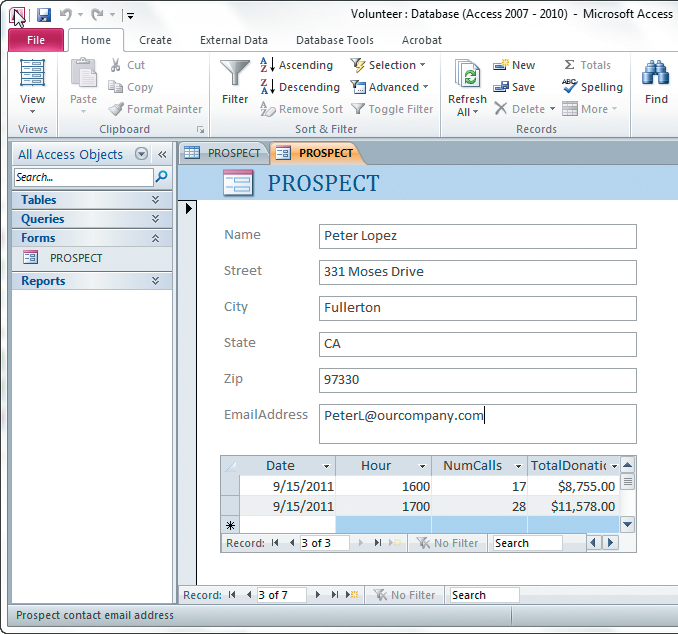 Volunteer : Database (Access 2007 - 2010) - Microsoft Access
File Home Create External Data Database Tools Acrobat
View
Views
Paste
Cut
Copy
Format Painter
Clipboard
Filter
Ascending
Descending
Remove Sort
Selection
Advanced
Toggle Filter
Sort & Filter
Refresh
All
New
Save
Delete
Totals
Spelling
More
Records
Find
All Access Objects
Search...
Tables
Queries
Forms
PROSPECT
Reports
PROSPECT PROSPECT
PROSPECT
Name Peter Lopez
Street 331 Moses Drive
City Fullerton
State CA
Zip 97330
EmailAddress PeterL@ourcompany.com
Date Hour NumCalls TotalDonatic
9/15/2011 1600 17 $8,755.00
9/15/2011 1700 28 $11,578.00
Record: 3 of 3 No Filter Search
Record: 3 of 7 No Filter Search
Prospect contact email address